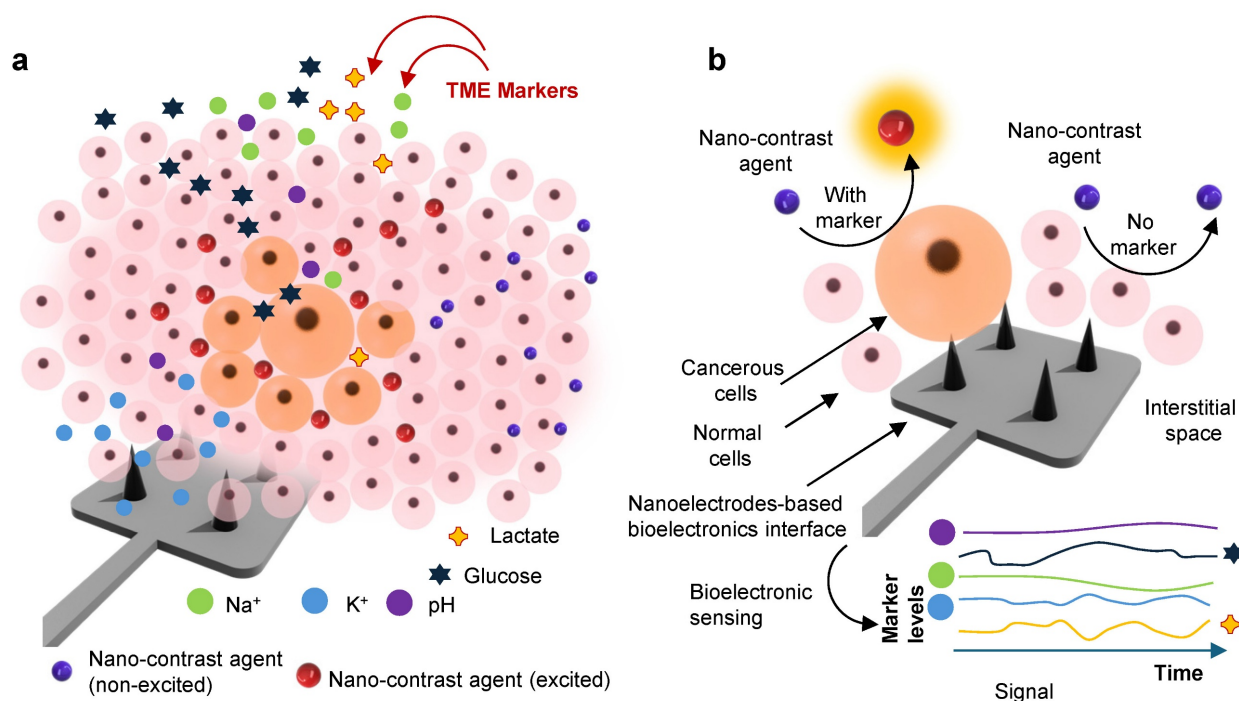 a
TME Markers
Lactate
Glucose
Na⁺
K⁺
pH
Nano-contrast agent
(non-excited)
Nano-contrast agent (excited)
b
Nano-contrast
agent
With
marker
Nano-contrast
agent
No
marker
Cancerous
cells
Normal
cells
Interstitial
space
Nanoelectrodes-based
bioelectronics interface
Bioelectronic
sensing
Marker
levels
Time
Signal